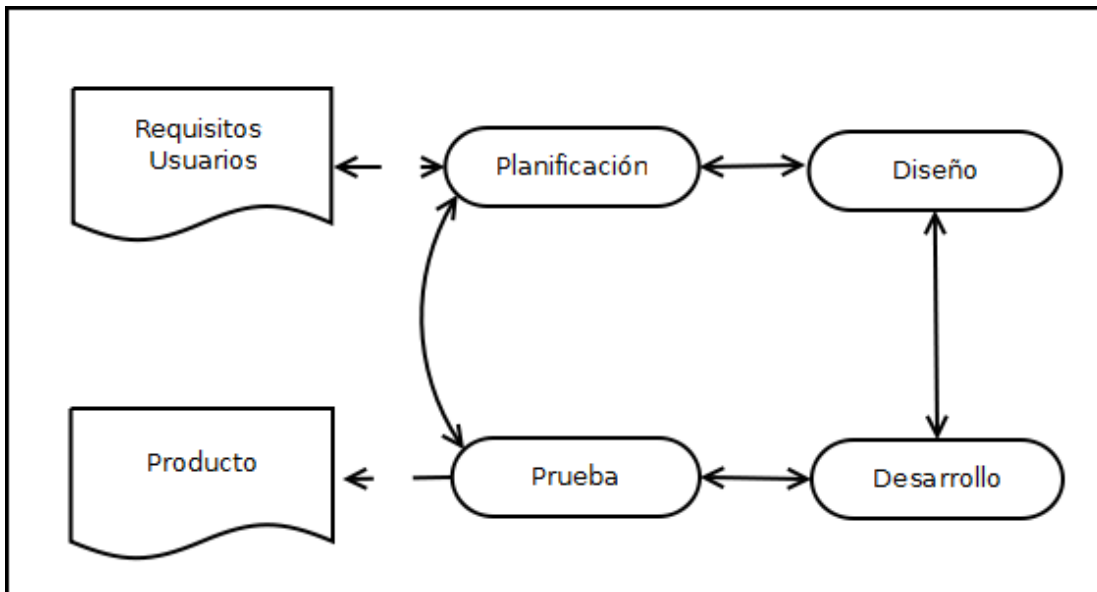 Requisitos
Usuarios
Planificación
Diseño
Producto
Prueba
Desarrollo